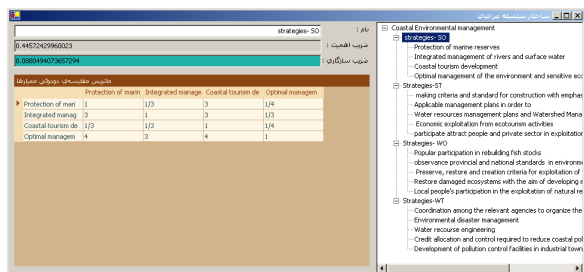 ساختار سلسله مراتبی
نام :
strategies- SO
ضریب اهمیت :
0.44572429960023
ضریب سازگاری :
0.0880494073657294
ماتریس مقایسه‌ی دودوئی معیارها
Protection of marin Integrated manage Coastal tourism de Optimal managem
Protection of mari 1 1/3 3 1/4
Integrated manag 3 1 3 1/3
Coastal tourism de 1/3 1/3 1 1/4
Optimal managem 4 3 4 1
Coastal Environmental management
strategies- SO
Protection of marine reserves
Integrated management of rivers and surface water
Coastal tourism development
Optimal management of the environment and sensitive ecc
Strategies-ST
making criteria and standard for construction with emphas
Applicable management plans in order to
Water resources management plans and Watershed Mana
Economic exploitation from ecotourism activities
participate attract people and private sector in exploitation
Strategies- WO
Popular participation in rebuilding fish stocks
observance provincial and national standards in environm
Preserve, restore and creation criteria for exploitation of
Restore damaged ecosystems with the aim of developing e
Local people's participation in the exploitation of natural re
Strategies-WT
Coordination among the relevant agencies to organize the
Environmental disaster management
Water recourse engineering
Credit allocation and control required to reduce coastal pol
Development of pollution control facilities in industrial town